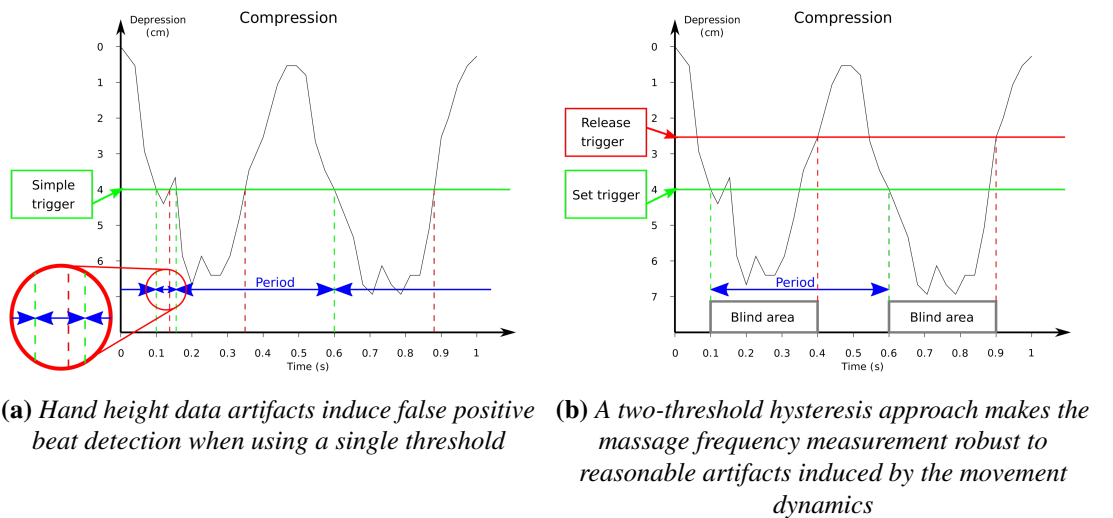 Compression
Depression
(cm)
0
1
2
3
4
5
6
Simple
trigger
Period
0 0.1 0.2 0.3 0.4 0.5 0.6 0.7 0.8 0.9 1
Time (s)
Compression
Depression
(cm)
0
1
2
3
4
5
6
7
Release
trigger
Set trigger
Period
Blind area Blind area
0 0.1 0.2 0.3 0.4 0.5 0.6 0.7 0.8 0.9 1
Time (s)
(a) Hand height data artifacts induce false positive
beat detection when using a single threshold
(b) A two-threshold hysteresis approach makes the
massage frequency measurement robust to
reasonable artifacts induced by the movement
dynamics